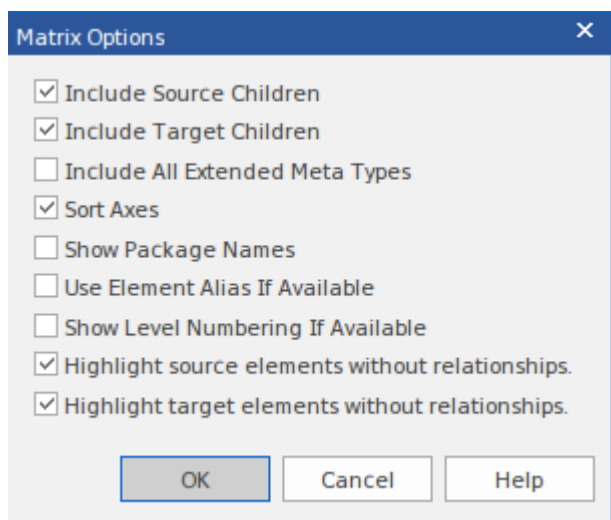 Matrix Options
Include Source Children
Include Target Children
Include All Extended Meta Types
Sort Axes
Show Package Names
Use Element Alias If Available
Show Level Numbering If Available
Highlight source elements without relationships.
Highlight target elements without relationships.
OK Cancel Help